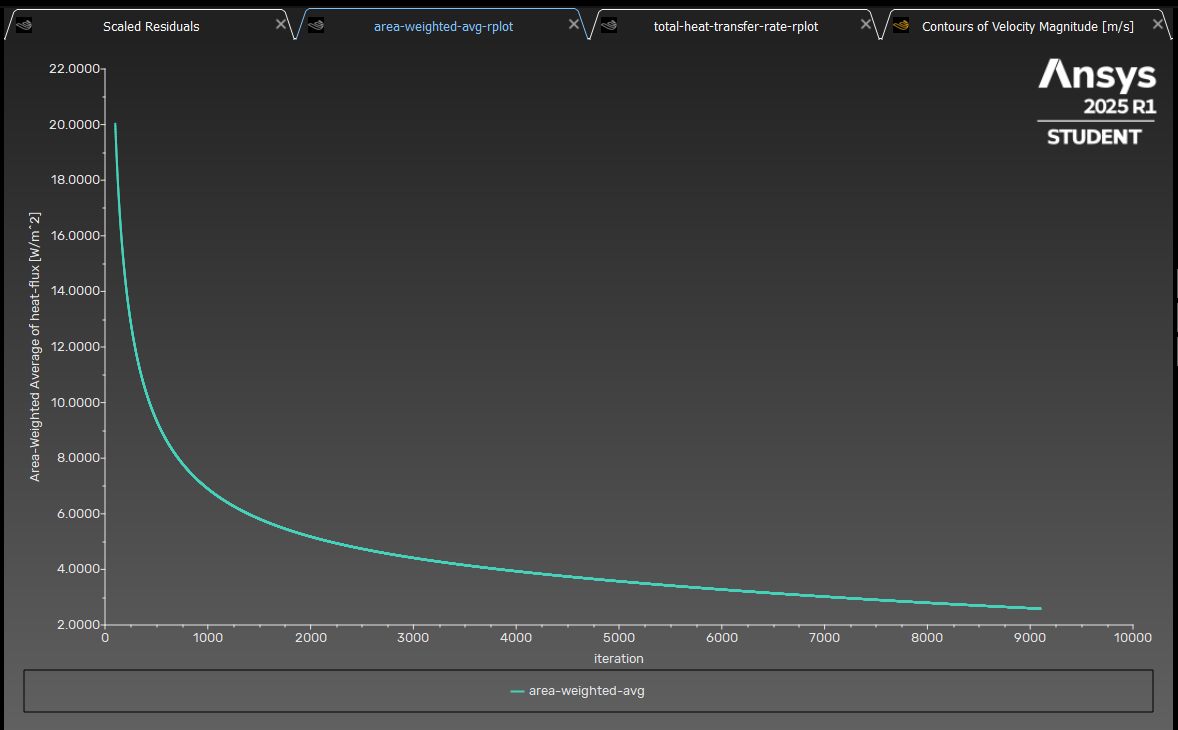 Scaled Residuals
area-weighted-avg-rplot
total-heat-transfer-rate-rplot
Contours of Velocity Magnitude [m/s]
Ansys
2025 R1
STUDENT
Area-Weighted Average of heat-flux [W/m^2]
22.0000
20.0000
18.0000
16.0000
14.0000
12.0000
10.0000
8.0000
6.0000
4.0000
2.0000
0 1000 2000 3000 4000 5000 6000 7000 8000 9000 10000
iteration
area-weighted-avg